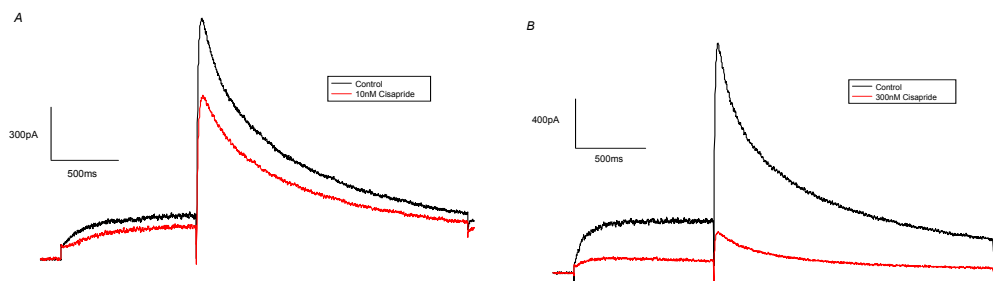 A
Control
10nM Cisapride
300pA
500ms
B
Control
300nM Cisapride
400pA
500ms